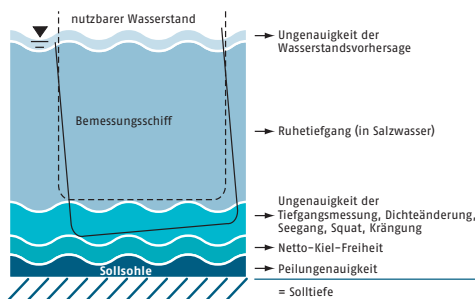 nutzbarer Wasserstand
Ungenauigkeit der
Wasserstandsvorhersage
Bemessungsschiff
Ruhetiefgang (in Salzwasser)
Ungenauigkeit der
Tiefgangsmessung, Dichteänderung,
Seegang, Squat, Krängung
Netto-Kiel-Freiheit
Sollsohle
Peilungenauigkeit
= Solltiefe